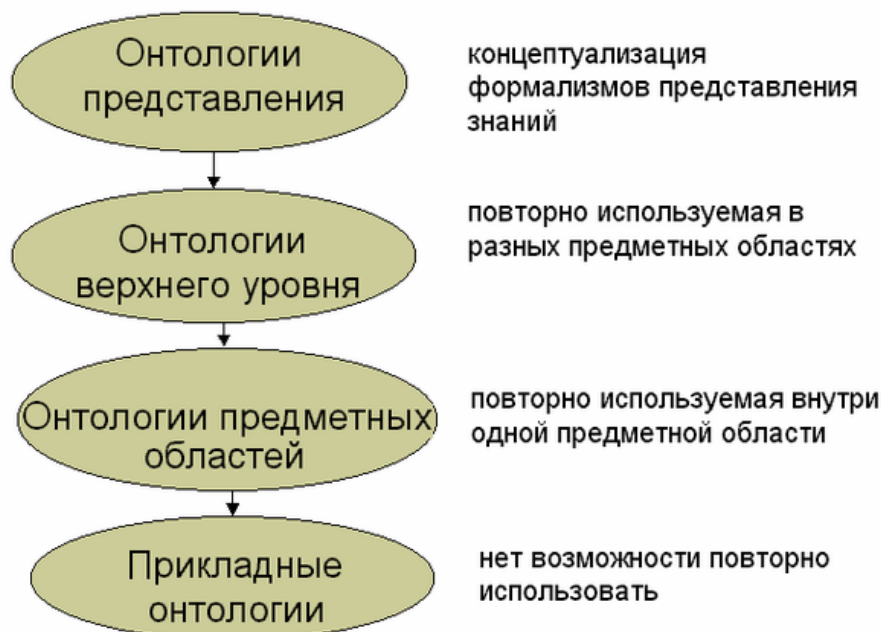 Онтологии
представления
концептуализация
формализмов представления
знаний
Онтологии
верхнего уровня
повторно используемая в
разных предметных областях
Онтологии предметных
областей
повторно используемая внутри
одной предметной области
Прикладные
онтологии
нет возможности повторно
использовать